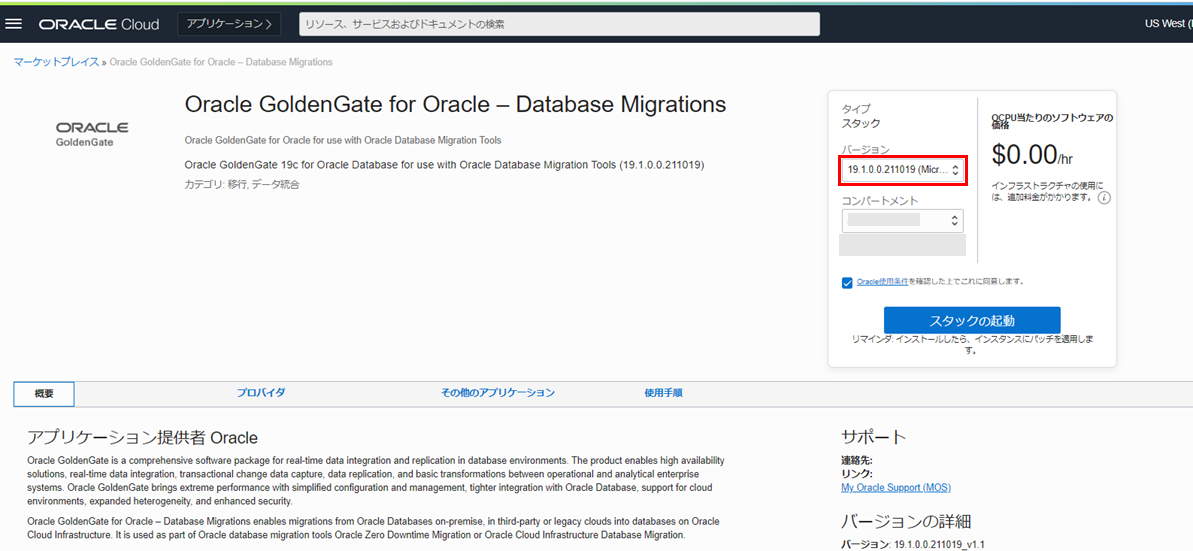 ORACLE Cloud
アプリケーション
リソース、サービスおよびドキュメントの検索
US West (
マーケットプレイス » Oracle GoldenGate for Oracle – Database Migrations
ORACLE
GoldenGate
Oracle GoldenGate for Oracle – Database Migrations
Oracle GoldenGate for Oracle for use with Oracle Database Migration Tools
Oracle GoldenGate 19c for Oracle Database for use with Oracle Database Migration Tools (19.1.0.0.211019)
カテゴリ: 移行, データ統合
タイプ
スタック
バージョン
19.1.0.0.211019 (Micr...
コンパートメント
OCPU当たりのソフトウェアの
価格
$0.00/hr
インフラストラクチャの使用に
は、追加料金がかかります。
Oracle使用条件を確認した上でこれに同意します。
スタックの起動
リマインダ: インストールしたら、インスタンスにパッチを適用しま
す。
概要
プロバイダ
その他のアプリケーション
使用手順
アプリケーション提供者 Oracle
Oracle GoldenGate is a comprehensive software package for real-time data integration and replication in database environments. The product enables high availability
solutions, real-time data integration, transactional change data capture, data replication, and basic transformations between operational and analytical enterprise
systems. Oracle GoldenGate brings extreme performance with simplified configuration and management, tighter integration with Oracle Database, support for cloud
environments, expanded heterogeneity, and enhanced security.
Oracle GoldenGate for Oracle – Database Migrations enables migrations from Oracle Databases on-premise, in third-party or legacy clouds into databases on Oracle
Cloud Infrastructure. It is used as part of Oracle database migration tools Oracle Zero Downtime Migration or Oracle Cloud Infrastructure Database Migration.
サポート
連絡先:
リンク:
My Oracle Support (MOS)
バージョンの詳細
バージョン: 19.1.0.0.211019_v1.1